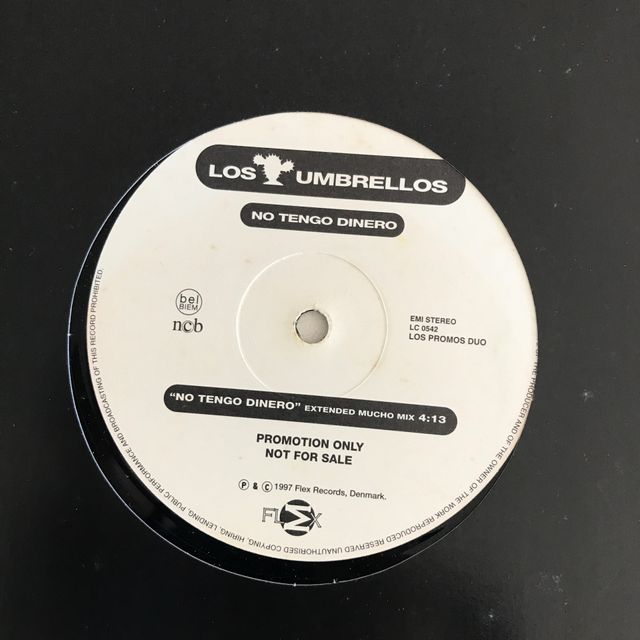 LOS UMBRELLOS
NO TENGO DINERO
bel
BIEM
ncb
EMI STEREO
LC 0542
LOS PROMOS DUO
"NO TENGO DINERO" EXTENDED MUCHO MIX 4:13
PROMOTION ONLY
NOT FOR SALE
Ⓟ & © 1997 Flex Records, Denmark.
FLEX
OF THE PRODUCER AND OF THE OWNER OF THE WORK REPRODUCED RESERVED UNAUTHORISED COPYING, HIRING, LENDING, PUBLIC PERFORMANCE AND BROADCASTING OF THIS RECORD PROHIBITED.